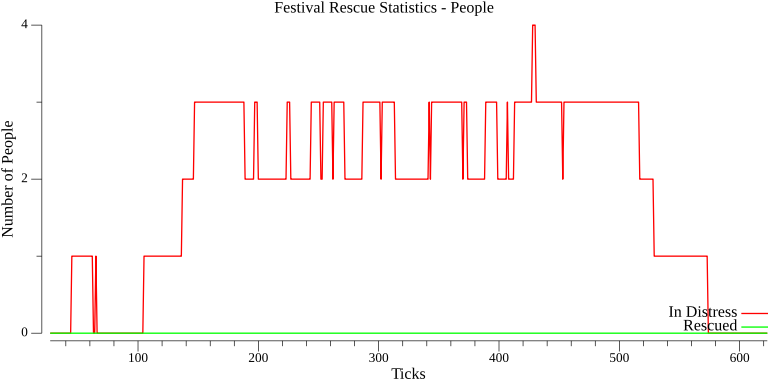 Festival Rescue Statistics - People
4
2
0
Number of People
In Distress
Rescued
100 200 300 400 500 600
Ticks